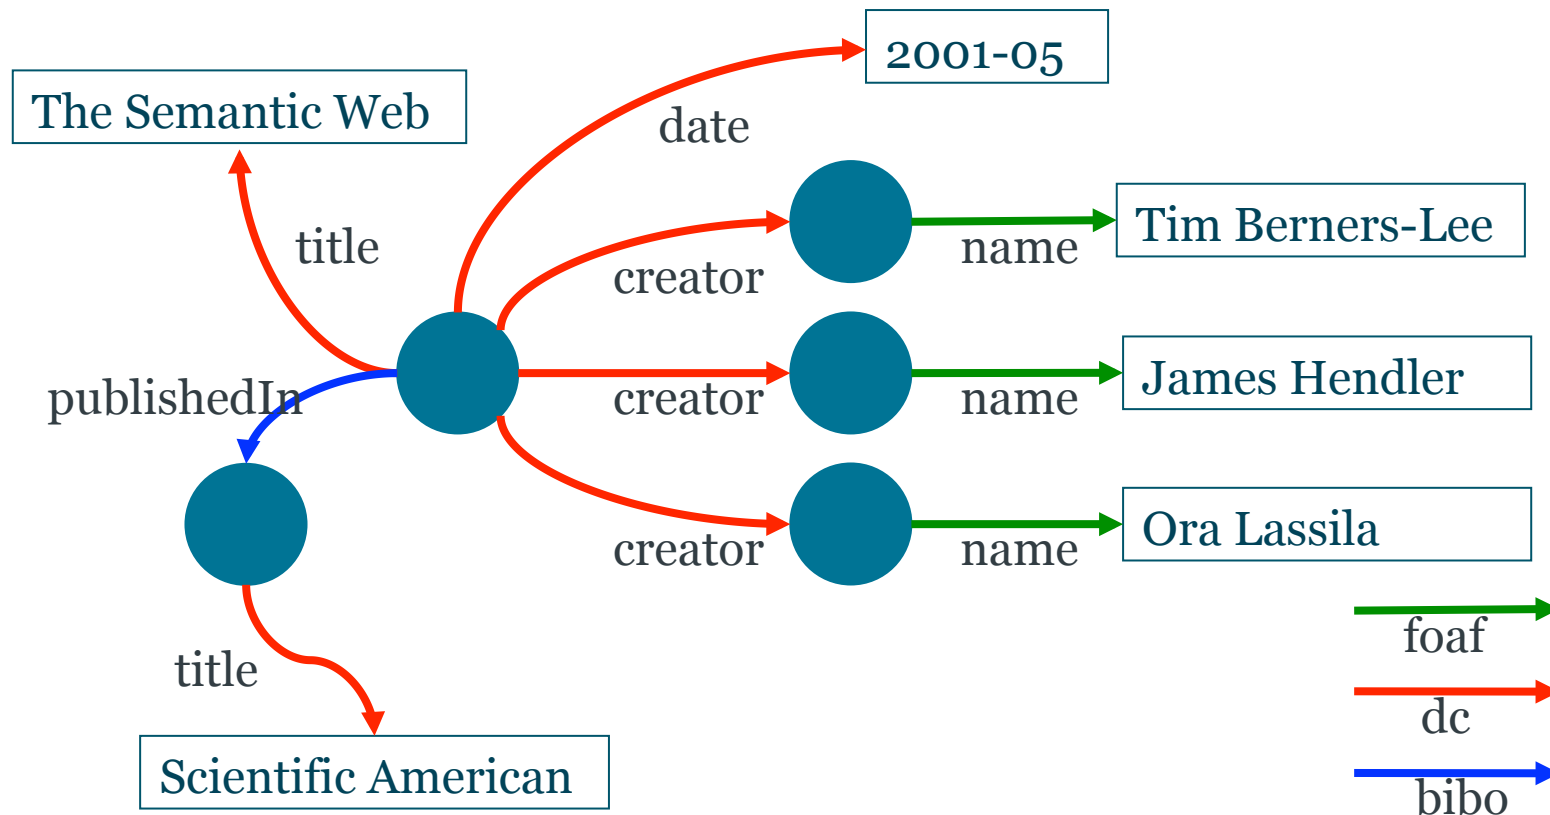 2001-05
The Semantic Web
date
title
Tim Berners-Lee
name
creator
publishedIn
James Hendler
creator
name
Ora Lassila
creator
name
foaf
title
dc
Scientific American
bibo